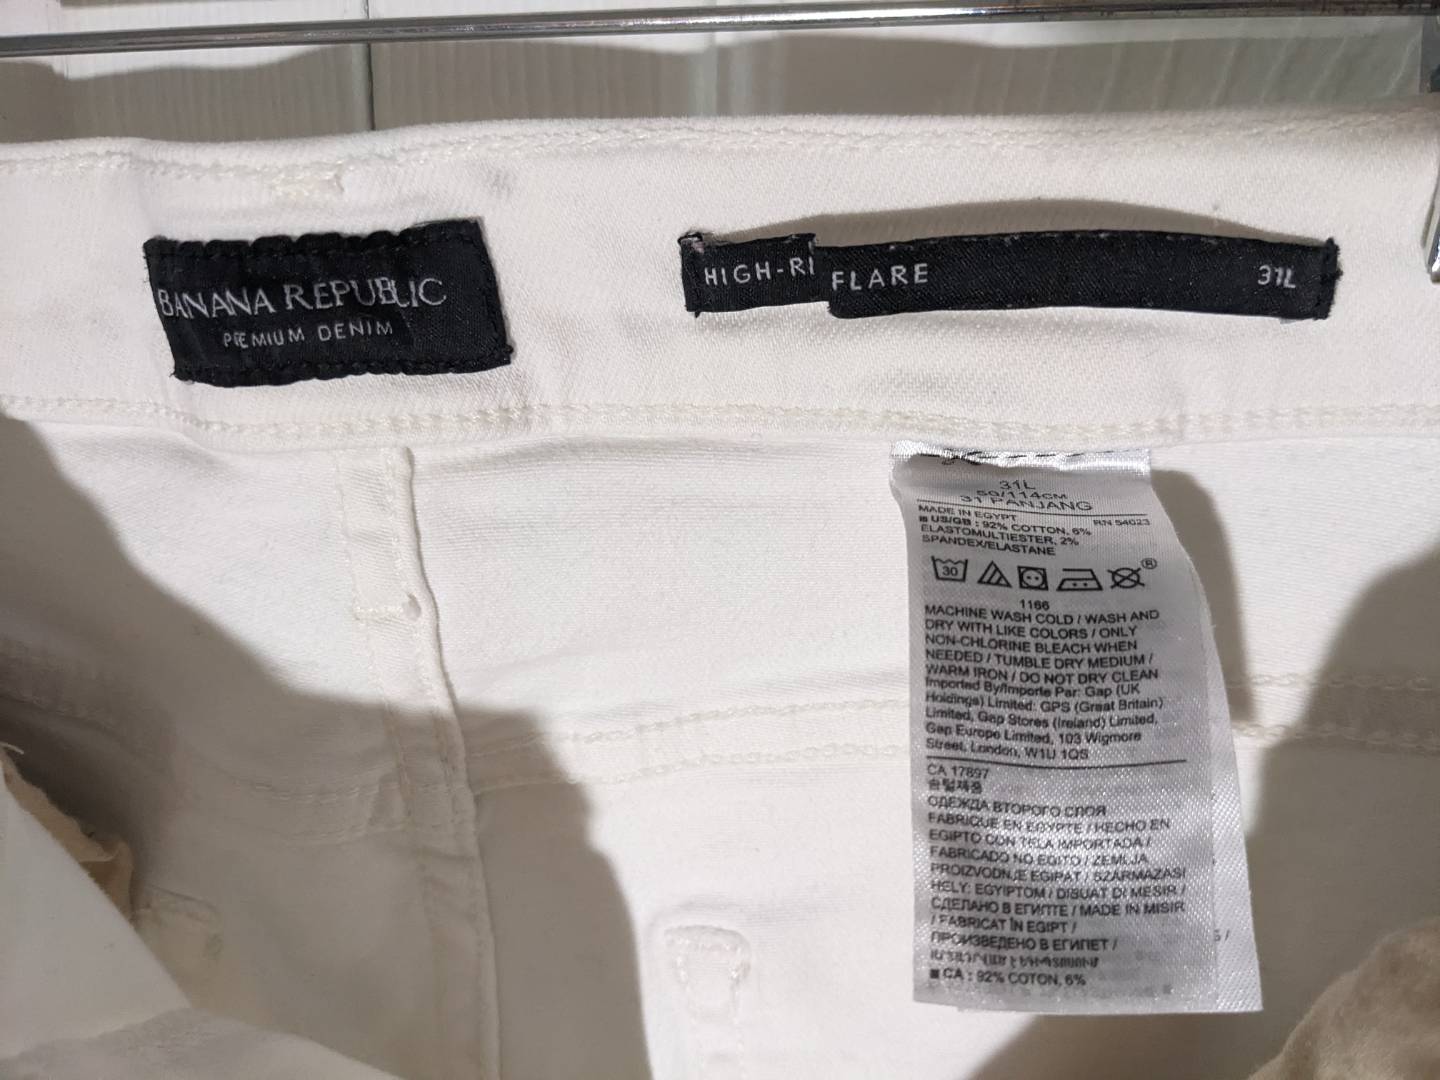 BANANA REPUBLIC
PREMIUM DENIM
HIGH-RI
FLARE
31L
31L
50/114CM
31 PANJANG
MADE IN EGYPT
RN 54023
US/GB : 92% COTTON, 6%
ELASTOMULTIESTER, 2%
SPANDEX/ELASTANE
30
®
1166
MACHINE WASH COLD / WASH AND
DRY WITH LIKE COLORS / ONLY
NON-CHLORINE BLEACH WHEN
NEEDED / TUMBLE DRY MEDIUM /
WARM IRON / DO NOT DRY CLEAN
Imported By/Importe Par: Gap (UK
Holdings) Limited: GPS (Great Britain)
Limited, Gap Stores (Ireland) Limited,
Gap Europe Limited, 103 Wigmore
Street, London, W1U 1QS
CA 17897
솔털제품
ОДЕЖДА ВТОРОГО СЛОЯ
FABRIQUE EN EGYPTE / HECHO EN
EGIPTO CON TELA IMPORTADA /
FABRICADO NO EGITO / ZEMLJA
PROIZVODNJE EGIPAT / SZÁRMAZÁSI
HELY: EGYIPTOM / DIBUAT DI MESIR /
СДЕЛАНО В ЕГИПТЕ / MADE IN MISIR
/ FABRICAT ÎN EGIPT /
ПРОИЗВЕДЕНО В ЕГИПЕТ /
CA : 92% COTON, 6%